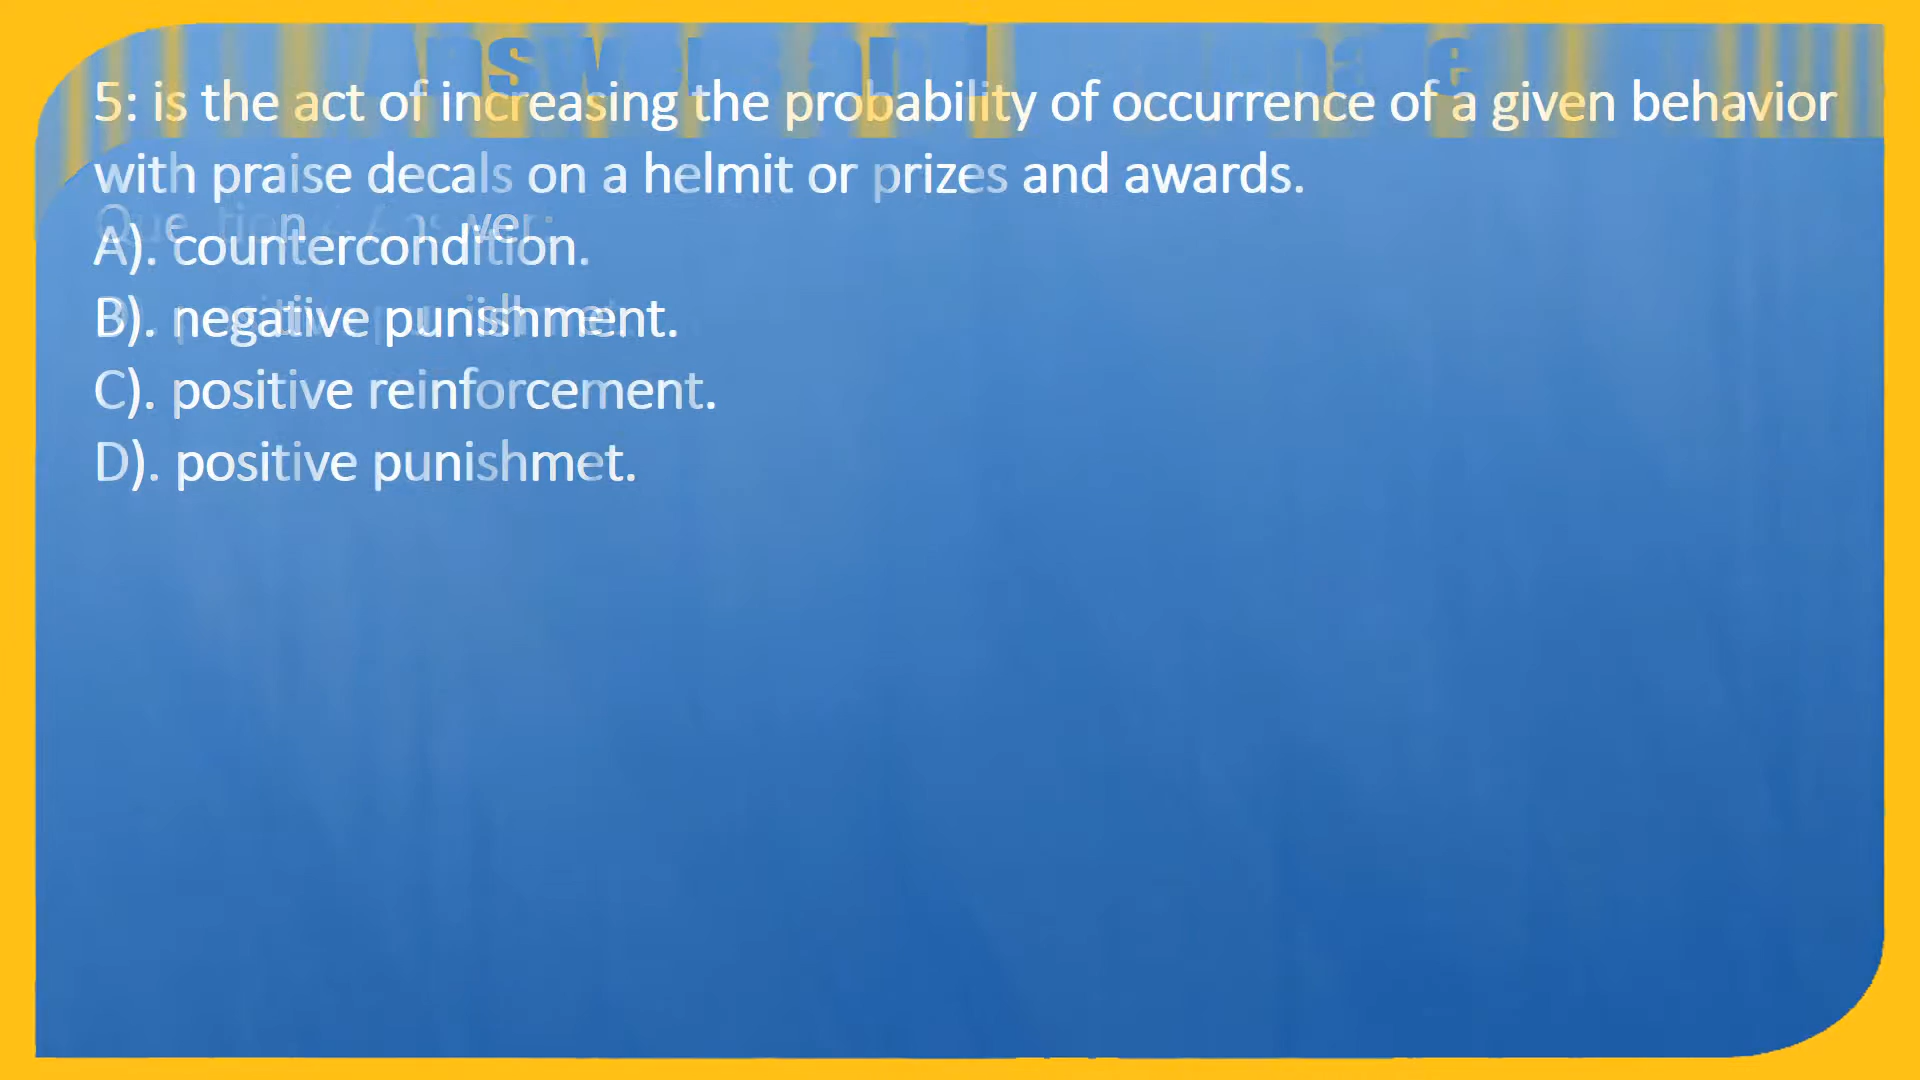 5: is the act of increasing the probability of occurrence of a given behavior
with praise decals on a helmit or prizes and awards.
A). countercondition.
B). negative punishment.
C). positive reinforcement.
D). positive punishmet.